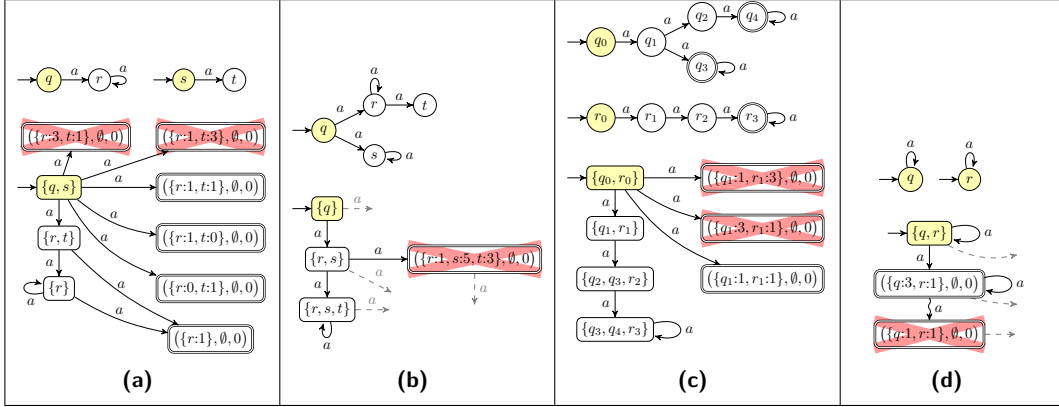 a a
q r s t
a
({r:3, t:1}, ∅, 0) ({r:1, t:3}, ∅, 0)
a a
{q, s} a ({r:1, t:1}, ∅, 0)
a a
{r, t} ({r:1, t:0}, ∅, 0)
a a
a {r} ({r:0, t:1}, ∅, 0)
a a
({r:1}, ∅, 0)
(a)
a
a r a t
q
a s a
{q} a
a
{r, s} a ({r:1, s:5, t:3}, ∅, 0)
a a a
{r, s, t} a
a
(b)
q₂ a q₄ a
a
q₀ a q₁
a
q₃ a
r₀ a r₁ a r₂ a r₃ a
{q₀, r₀} a ({q₁:1, r₁:3}, ∅, 0)
a a
{q₁, r₁} ({q₁:3, r₁:1}, ∅, 0)
a a
{q₂, q₃, r₂} ({q₁:1, r₁:1}, ∅, 0)
a
{q₃, q₄, r₃} a
(c)
a a
q r
{q, r} a
a
({q:3, r:1}, ∅, 0) a
({q:1, r:1}, ∅, 0)
(d)